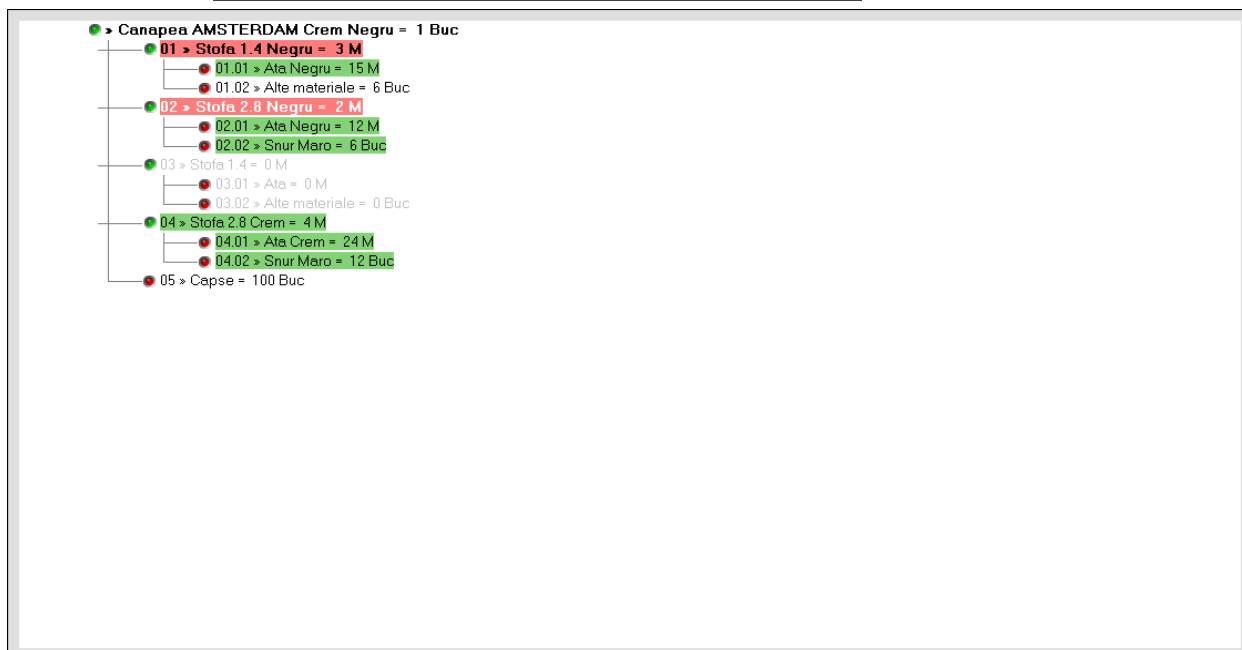 » Canapea AMSTERDAM Crem Negru = 1 Buc
01 » Stofa 1.4 Negru = 3 M
01.01 » Ata Negru = 15 M
01.02 » Alte materiale = 6 Buc
02 » Stofa 2.8 Negru = 2 M
02.01 » Ata Negru = 12 M
02.02 » Snur Maro = 6 Buc
03 » Stofa 1.4 = 0 M
03.01 » Ata = 0 M
03.02 » Alte materiale = 0 Buc
04 » Stofa 2.8 Crem = 4 M
04.01 » Ata Crem = 24 M
04.02 » Snur Maro = 12 Buc
05 » Capse = 100 Buc